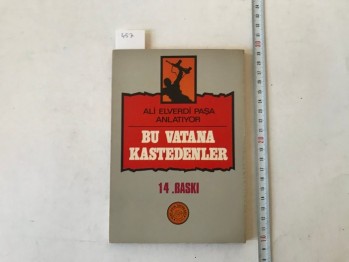 ALİ ELVERDİ PAŞA
ANLATIYOR
BU VATANA
KASTEDENLER
14 .BASKI